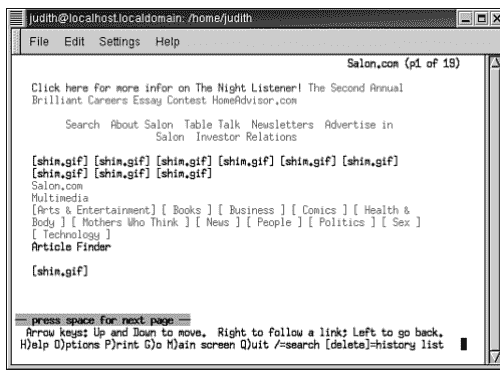 judith@localhost.localdomain: /home/judith
File Edit Settings Help
Salon.com (p1 of 19)
Click here for more infor on The Night Listener! The Second Annual
Brilliant Careers Essay Contest HomeAdvisor.com
Search About Salon Table Talk Newsletters Advertise in
Salon Investor Relations
[shim.gif] [shim.gif] [shim.gif] [shim.gif] [shim.gif] [shim.gif]
[shim.gif] [shim.gif] [shim.gif]
Salon.com
Multimedia
[Arts & Entertainment] [ Books ] [ Business ] [ Comics ] [ Health &
Body ] [ Mothers Who Think ] [ News ] [ People ] [ Politics ] [ Sex ]
[ Technology ]
Article Finder
[shim.gif]
— press space for next page —
Arrow keys: Up and Down to move. Right to follow a link; Left to go back.
H)elp O)ptions P)rint G)o M)ain screen Q)uit /=search [delete]=history list